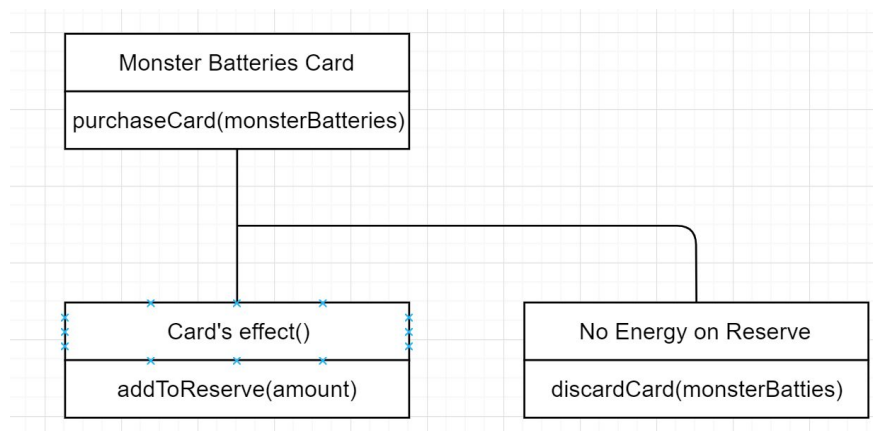 Monster Batteries Card
purchaseCard(monsterBatteries)
Card's effect()
No Energy on Reserve
addToReserve(amount)
discardCard(monsterBatties)